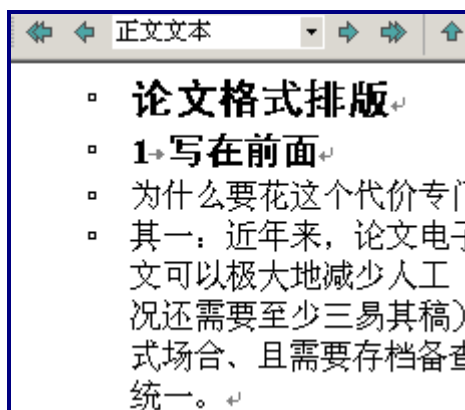 正文文本
论文格式排版
1写在前面
为什么要花这个代价专门
其一：近年来，论文电子
文可以极大地减少人工（
况还需要至少三易其稿）
式场合、且需要存档备查
统一。